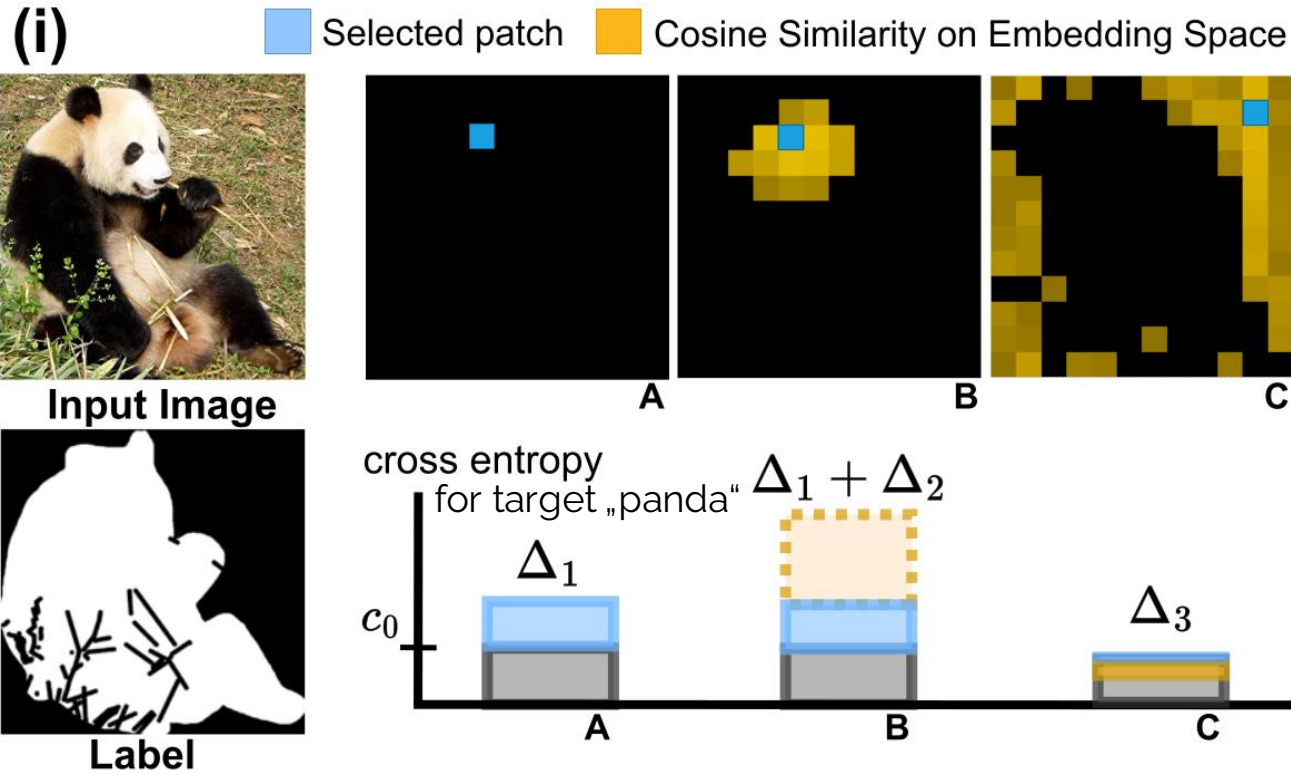 (i) Selected patch Cosine Similarity on Embedding Space
A B C
Input Image
cross entropy
for target „panda“
Δ₁ Δ₁ + Δ₂ Δ₃
c₀
A B C
Label